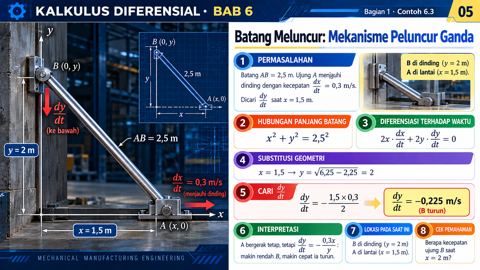 KALKULUS DIFERENSIAL • BAB 6
Bagian 1 • Contoh 6.3
05
y
B (0, y)
dy/dt
(ke bawah)
y = 2 m
AB = 2,5 m
dx/dt = 0,3 m/s
(menjauhi dinding)
x
A (x, 0)
x = 1,5 m
B (0, y)
2,5 m
y
A (x, 0)
x
MECHANICAL MANUFACTURING ENGINEERING
Batang Meluncur: Mekanisme Peluncur Ganda
1 PERMASALAHAN
Batang AB = 2,5 m. Ujung A menjauhi
dinding dengan kecepatan dx/dt = 0,3 m/s.
Dicari dy/dt saat x = 1,5 m.
B di dinding (y = 2 m)
A di lantai (x = 1,5 m).
2 HUBUNGAN PANJANG BATANG
x² + y² = 2,5²
3 DIFERENSIASI TERHADAP WAKTU
2x · dx/dt + 2y · dy/dt = 0
4 SUBSTITUSI GEOMETRI
x = 1,5 → y = √6,25 − 2,25 = 2
5 CARI dy/dt
dy/dt = − 1,5 × 0,3 / 2
dy/dt = −0,225 m/s
(B turun)
6 INTERPRETASI
A bergerak tetap, tetapi dy/dt = − 0,3x/y :
makin rendah B, makin cepat ia turun.
7 LOKASI PADA SAAT INI
B di dinding (y = 2 m)
A di lantai (x = 1,5 m).
8 CEK PEMAHAMAN
Berapa kecepatan
ujung B saat
x = 2 m?